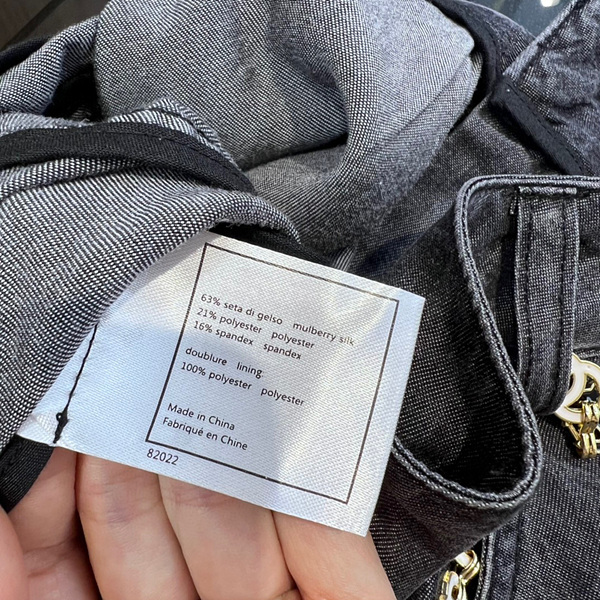 63% seta di gelso mulberry silk
21% polyester polyester
16% spandex spandex
doublure lining:
100% polyester polyester
Made in China
Fabriqué en Chine
82022